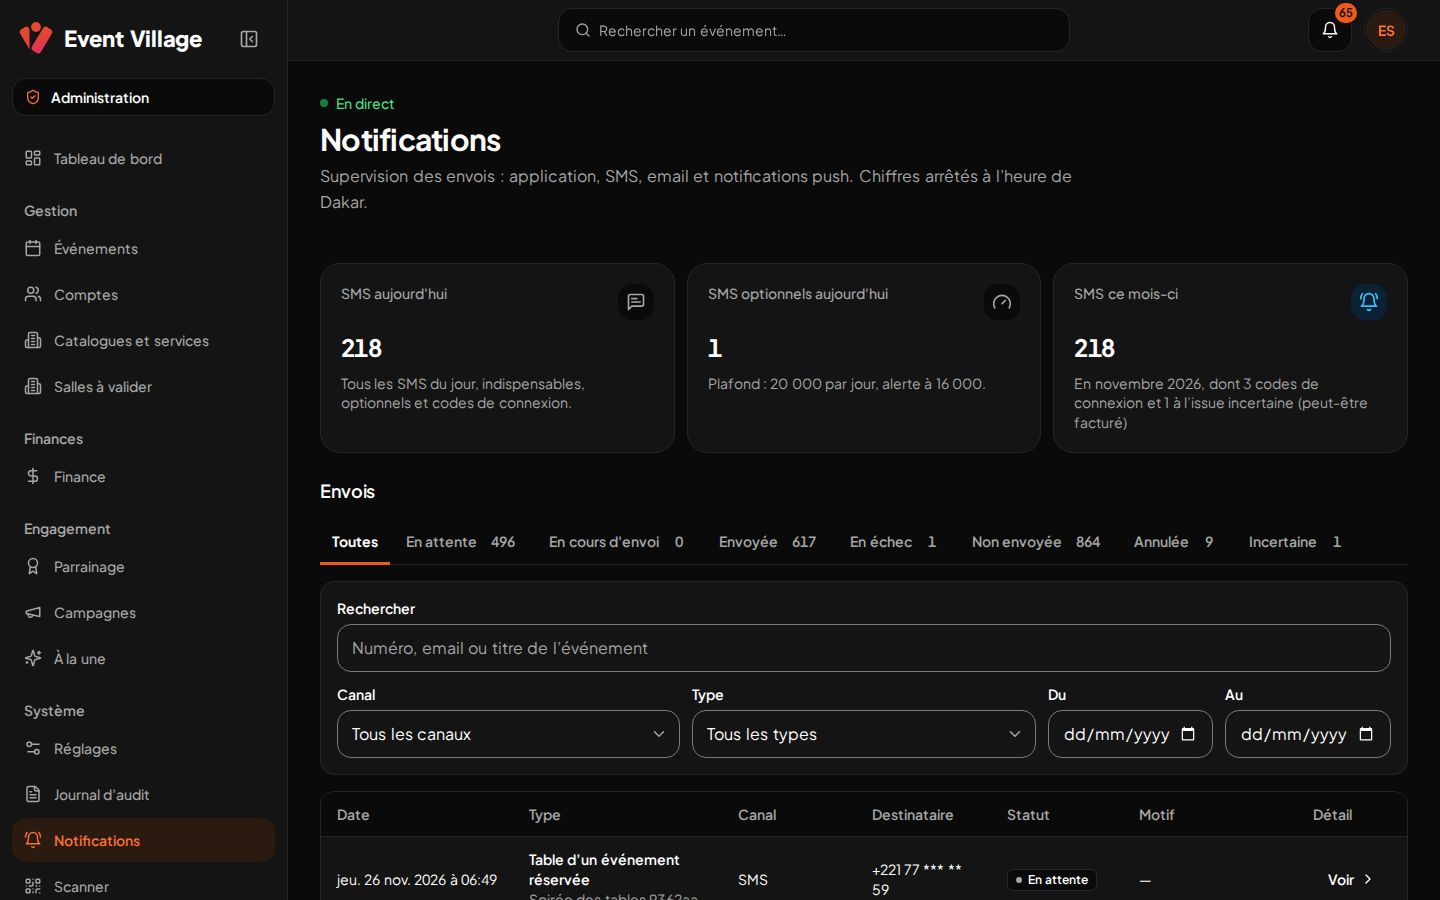 Event Village
Administration
Tableau de bord
Gestion
Événements
Comptes
Catalogues et services
Salles à valider
Finances
Finance
Engagement
Parrainage
Campagnes
À la une
Système
Réglages
Journal d'audit
Notifications
Scanner
Rechercher un événement...
65
ES
En direct
Notifications
Supervision des envois : application, SMS, email et notifications push. Chiffres arrêtés à l'heure de
Dakar.
SMS aujourd'hui
218
Tous les SMS du jour, indispensables,
optionnels et codes de connexion.
SMS optionnels aujourd'hui
1
Plafond : 20 000 par jour, alerte à 16 000.
SMS ce mois-ci
218
En novembre 2026, dont 3 codes de
connexion et 1 à l'issue incertaine (peut-être
facturé)
Envois
Toutes En attente 496 En cours d'envoi 0 Envoyée 617 En échec 1 Non envoyée 864 Annulée 9 Incertaine 1
Rechercher
Numéro, email ou titre de l'événement
Canal Type Du Au
Tous les canaux Tous les types dd/mm/yyyy dd/mm/yyyy
Date Type Canal Destinataire Statut Motif Détail
jeu. 26 nov. 2026 à 06:49
Table d'un événement
réservée
Soirée des tables 9362aa
SMS
+221 77 *** **
59
En attente
—
Voir